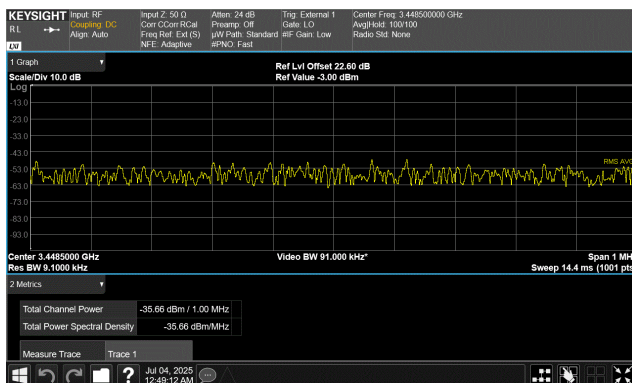 KEYSIGHT Input: RF Input Z: 50 Ω Atten: 24 dB Trig: External 1 Center Freq: 3.448500000 GHz
R L Coupling: DC Corr CCorr RCal Preamp: Off Gate: LO Avg|Hold: 100/100
Align: Auto Freq Ref: Ext (S) µW Path: Standard #IF Gain: Low Radio Std: None
LXI NFE: Adaptive #PNO: Fast
1 Graph
Ref Lvl Offset 22.60 dB
Scale/Div 10.0 dB Ref Value -3.00 dBm
Log
-13.0
-23.0
-33.0
-43.0
RMS AVG
-53.0
-63.0
-73.0
-83.0
-93.0
Center 3.4485000 GHz Video BW 91.000 kHz* Span 1 MH
Res BW 9.1000 kHz Sweep 14.4 ms (1001 pts
2 Metrics
Total Channel Power -35.66 dBm / 1.00 MHz
Total Power Spectral Density -35.66 dBm/MHz
Measure Trace Trace 1
? Jul 04, 2025
12:49:12 AM